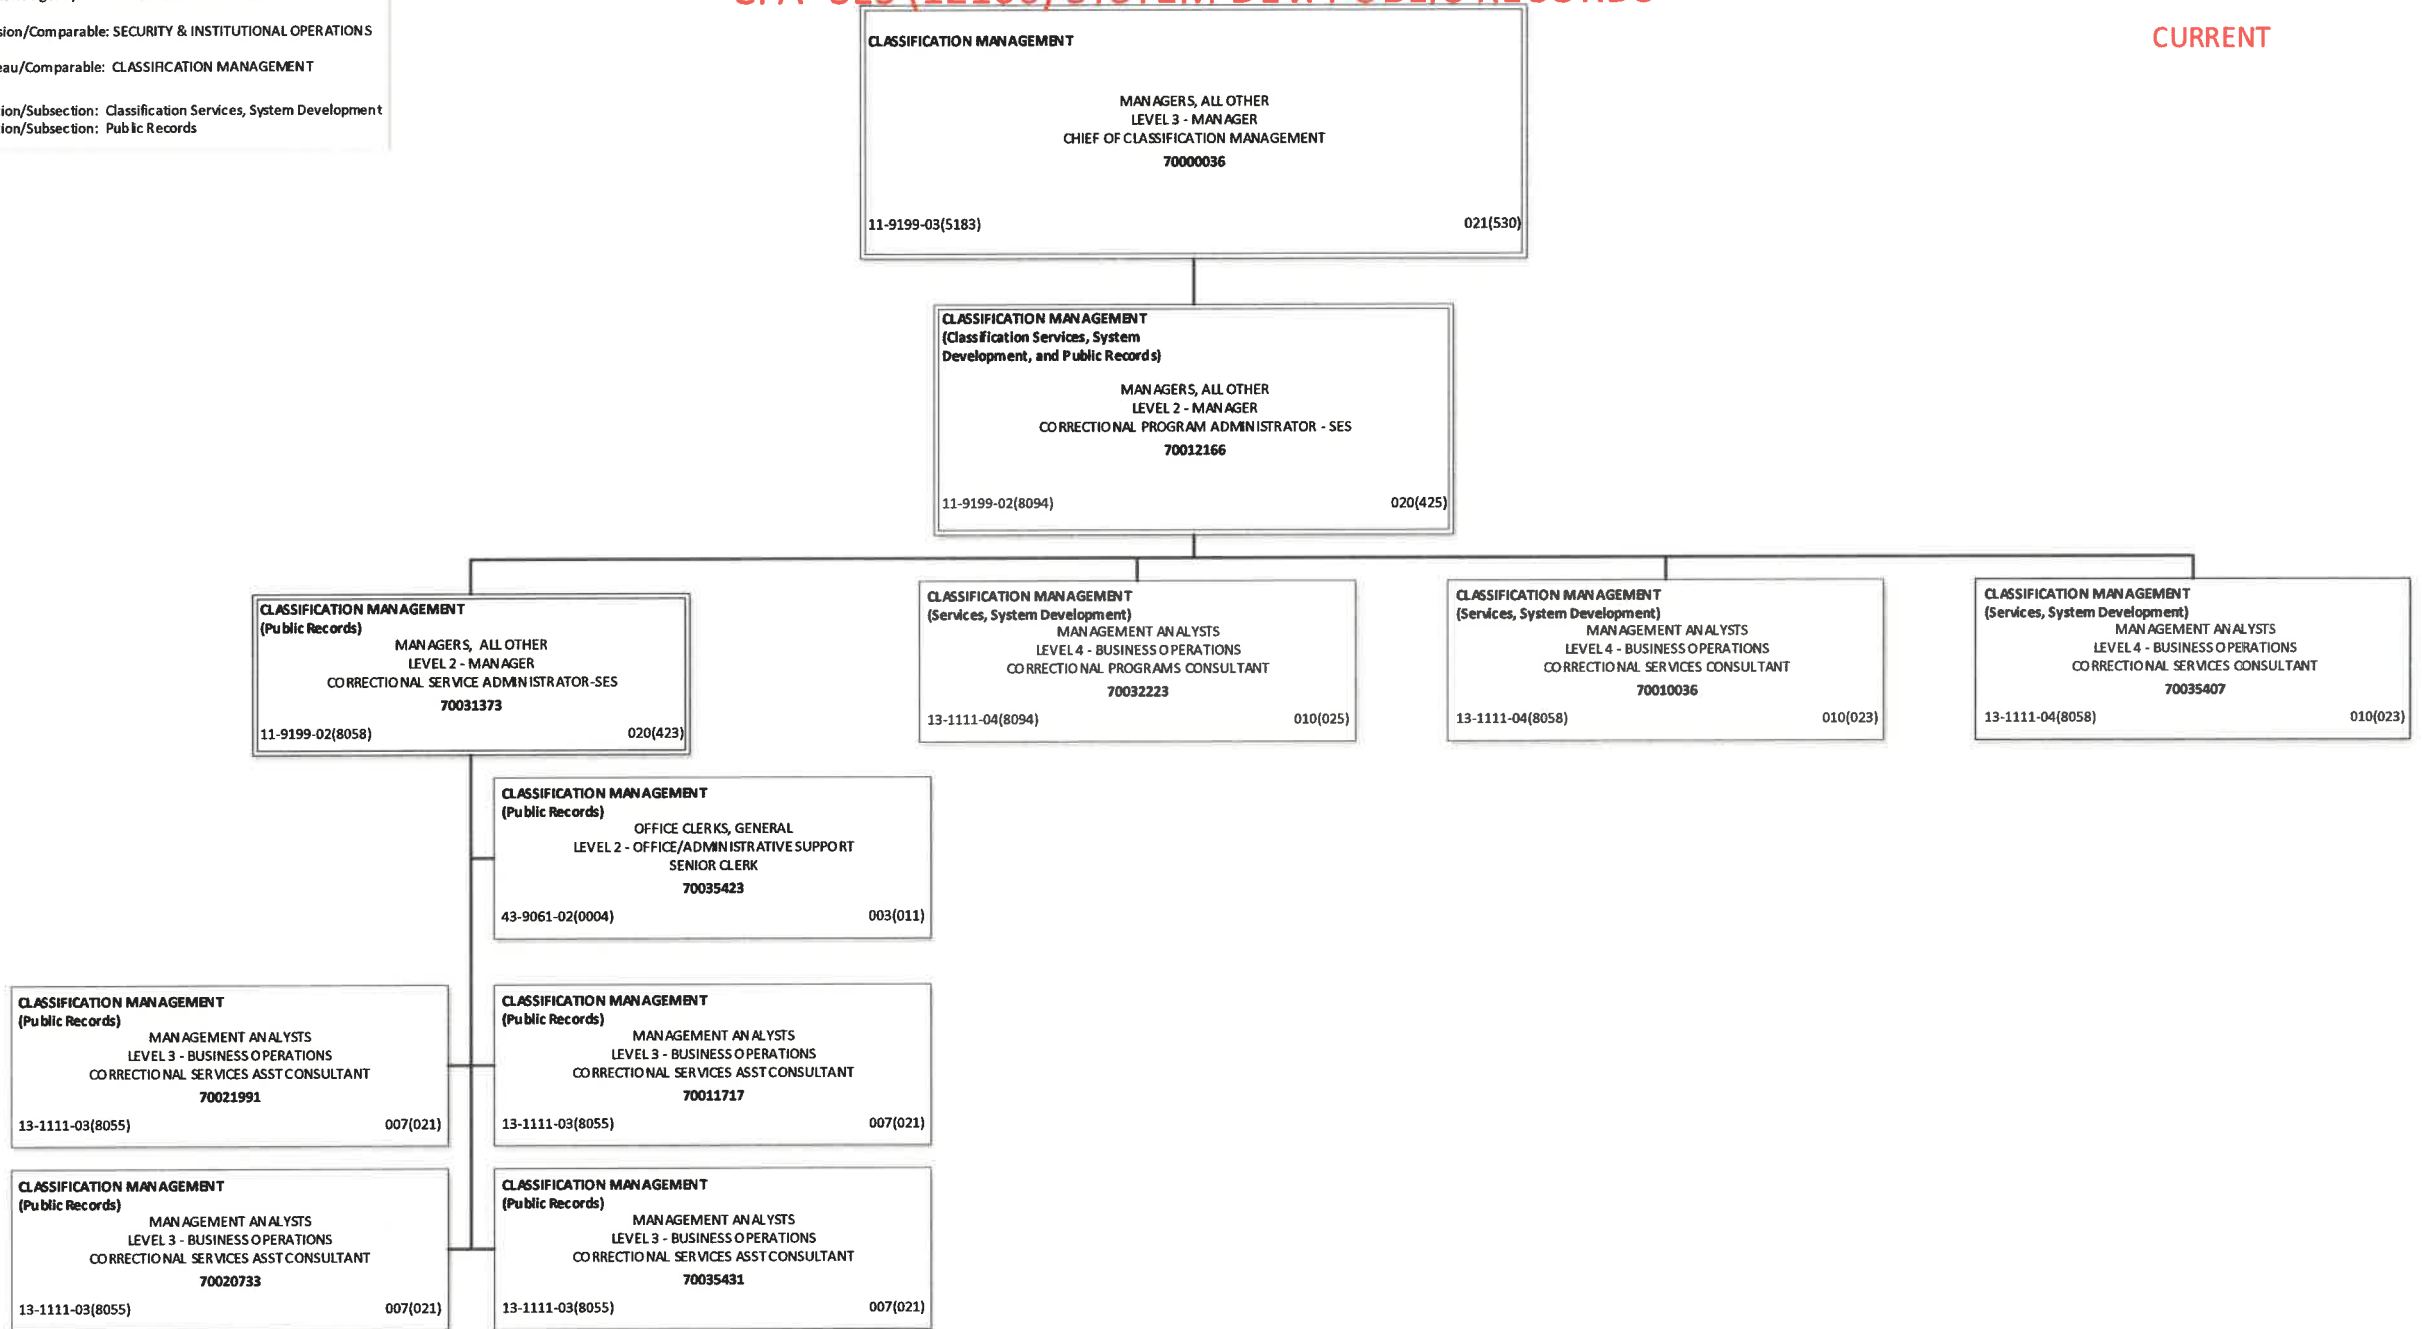 SECURITY & INSTITUTIONAL OPERATIONS
CURRENT
/Comparable: CLASSIFICATION MANAGEMENT
/Subsection: Classification Services, System Development
/Subsection: Public Records
CLASSIFICATION MANAGEMENT
MANAGERS, ALL OTHER
LEVEL 3 - MANAGER
CHIEF OF CLASSIFICATION MANAGEMENT
70000036
11-9199-03(5183)
021(530)
CLASSIFICATION MANAGEMENT
(Classification Services, System
Development, and Public Records)
MANAGERS, ALL OTHER
LEVEL 2 - MANAGER
CORRECTIONAL PROGRAM ADMINISTRATOR - SES
70012166
11-9199-02(8094)
020(425)
CLASSIFICATION MANAGEMENT
(Public Records)
MANAGERS, ALL OTHER
LEVEL 2 - MANAGER
CORRECTIONAL SERVICE ADMINISTRATOR-SES
70031373
11-9199-02(8058)
020(423)
CLASSIFICATION MANAGEMENT
(Services, System Development)
MANAGEMENT ANALYSTS
LEVEL 4 - BUSINESS OPERATIONS
CORRECTIONAL PROGRAMS CONSULTANT
70032223
13-1111-04(8094)
010(025)
CLASSIFICATION MANAGEMENT
(Services, System Development)
MANAGEMENT ANALYSTS
LEVEL 4 - BUSINESS OPERATIONS
CORRECTIONAL SERVICES CONSULTANT
70010036
13-1111-04(8058)
010(023)
CLASSIFICATION MANAGEMENT
(Services, System Development)
MANAGEMENT ANALYSTS
LEVEL 4 - BUSINESS OPERATIONS
CORRECTIONAL SERVICES CONSULTANT
70035407
13-1111-04(8058)
010(023)
CLASSIFICATION MANAGEMENT
(Public Records)
OFFICE CLERKS, GENERAL
LEVEL 2 - OFFICE/ADMINISTRATIVE SUPPORT
SENIOR CLERK
70035423
43-9061-02(0004)
003(011)
CLASSIFICATION MANAGEMENT
(Public Records)
MANAGEMENT ANALYSTS
LEVEL 3 - BUSINESS OPERATIONS
CORRECTIONAL SERVICES ASST CONSULTANT
70021991
13-1111-03(8055)
007(021)
CLASSIFICATION MANAGEMENT
(Public Records)
MANAGEMENT ANALYSTS
LEVEL 3 - BUSINESS OPERATIONS
CORRECTIONAL SERVICES ASST CONSULTANT
70011717
13-1111-03(8055)
007(021)
CLASSIFICATION MANAGEMENT
(Public Records)
MANAGEMENT ANALYSTS
LEVEL 3 - BUSINESS OPERATIONS
CORRECTIONAL SERVICES ASST CONSULTANT
70020733
13-1111-03(8055)
007(021)
CLASSIFICATION MANAGEMENT
(Public Records)
MANAGEMENT ANALYSTS
LEVEL 3 - BUSINESS OPERATIONS
CORRECTIONAL SERVICES ASST CONSULTANT
70035431
13-1111-03(8055)
007(021)